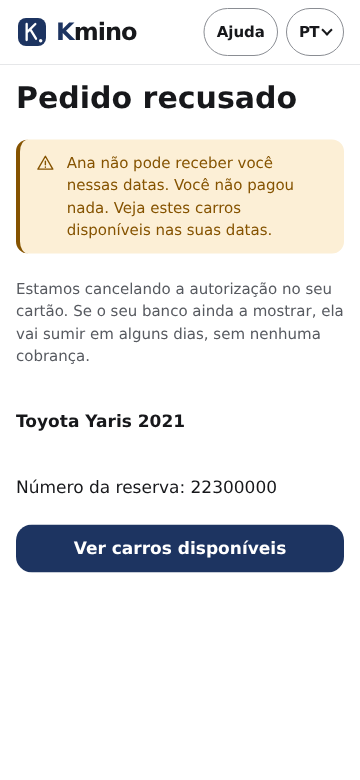 K. Kmino
Ajuda
PT
Pedido recusado
Ana não pode receber você
nessas datas. Você não pagou
nada. Veja estes carros
disponíveis nas suas datas.
Estamos cancelando a autorização no seu
cartão. Se o seu banco ainda a mostrar, ela
vai sumir em alguns dias, sem nenhuma
cobrança.
Toyota Yaris 2021
Número da reserva: 22300000
Ver carros disponíveis